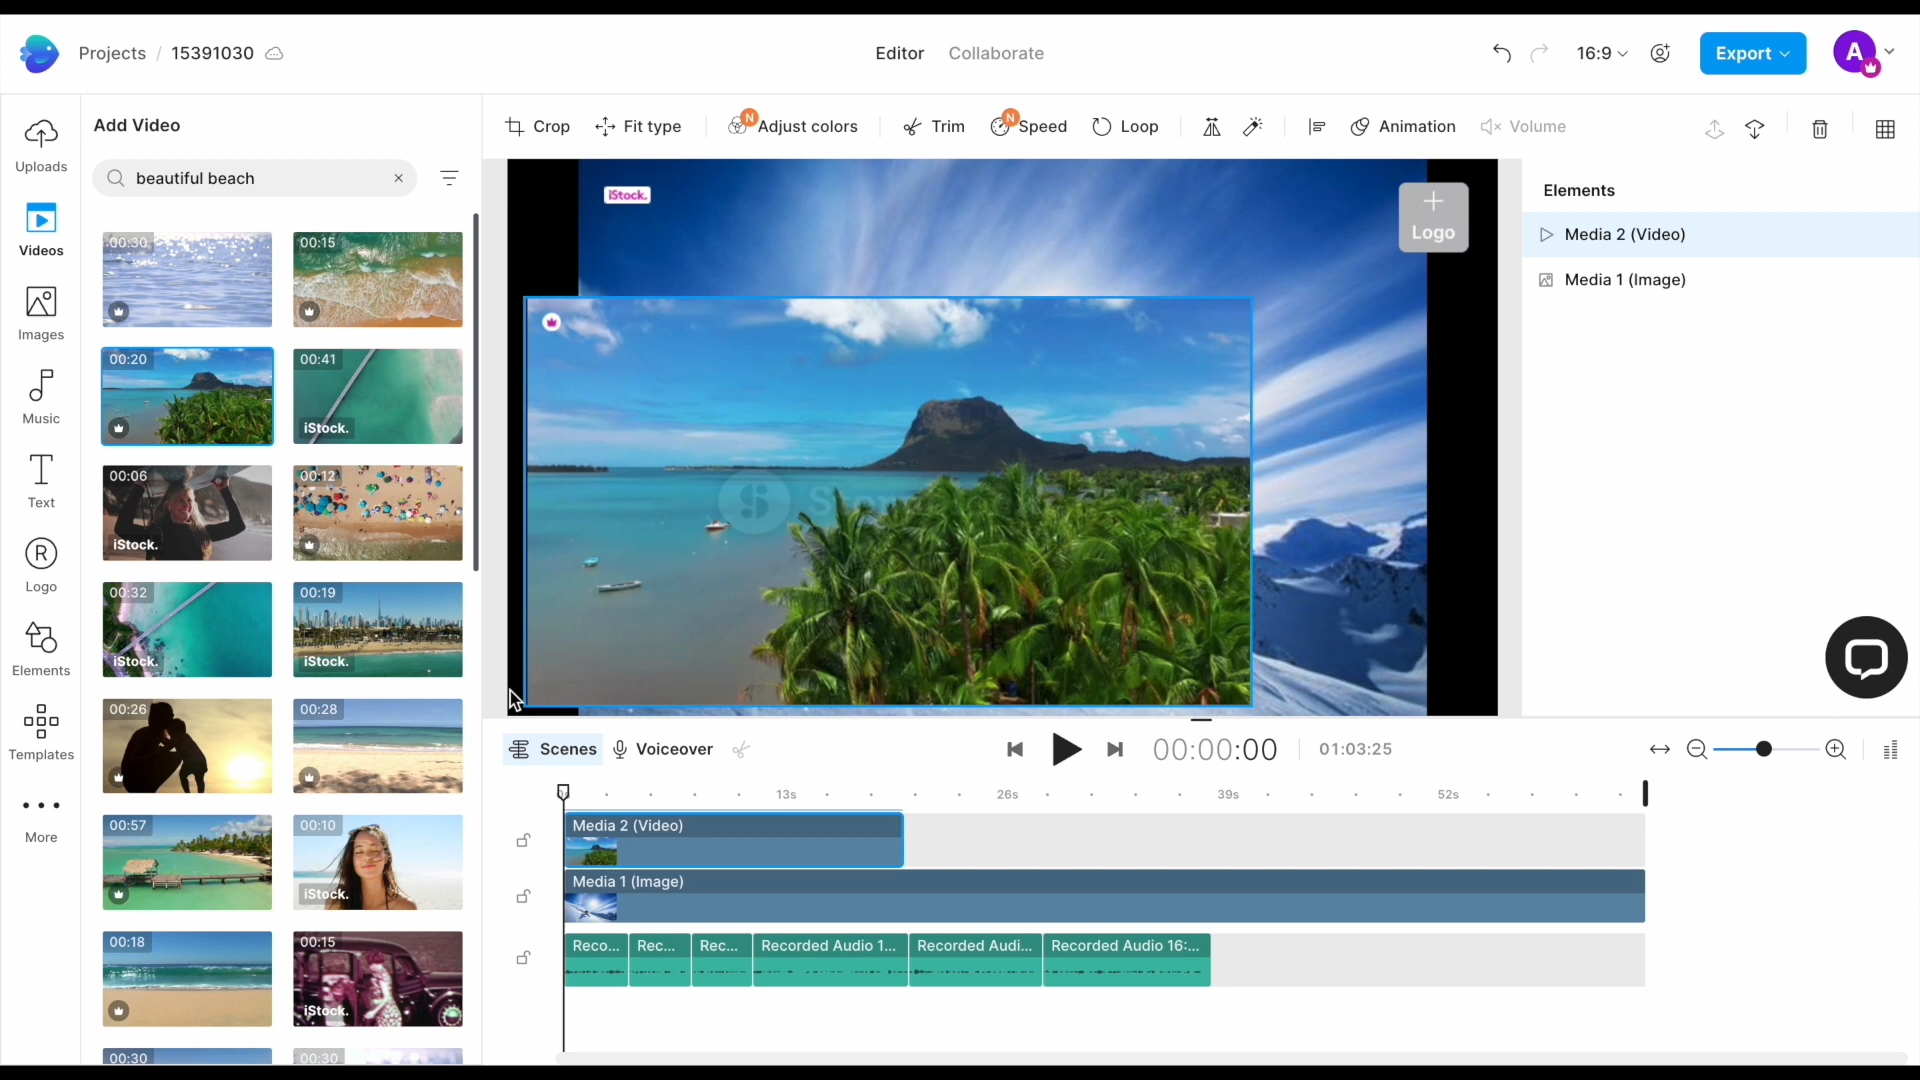 Projects / 15391030
Editor
Collaborate
16:9
Export
A
Uploads
Videos
Images
Music
Text
R
Logo
Elements
Templates
More
Add Video
beautiful beach
00:30
00:15
00:20
00:41
iStock.
00:06
iStock.
00:12
00:32
iStock.
00:19
iStock.
00:26
00:28
00:57
00:10
iStock.
00:18
00:15
iStock.
00:30
00:30
Crop
Fit type
N
Adjust colors
Trim
N
Speed
Loop
Animation
Volume
iStock.
Logo
Elements
Media 2 (Video)
Media 1 (Image)
Scenes
Voiceover
00:00:00
01:03:25
13s
26s
39s
52s
Media 2 (Video)
Media 1 (Image)
Reco...
Rec...
Rec...
Recorded Audio 1...
Recorded Audi...
Recorded Audio 16:...